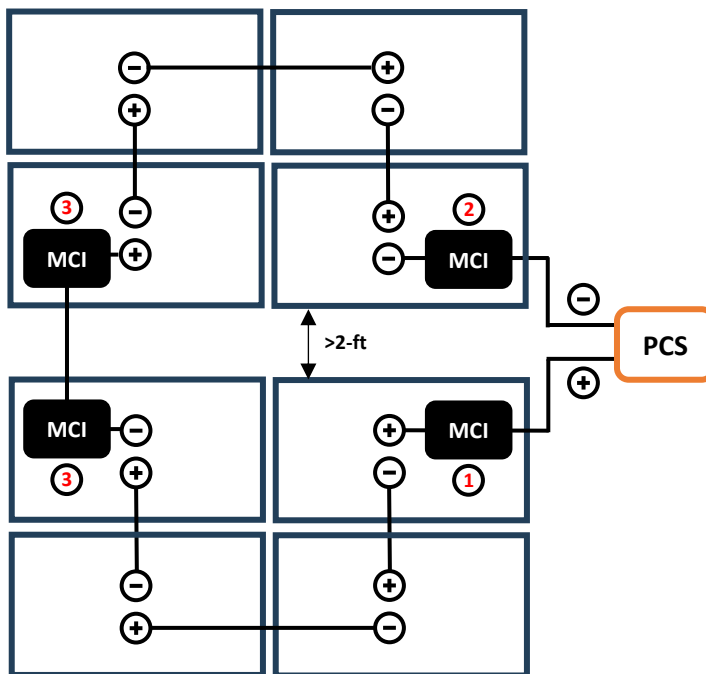 − +
+ −
3 − + 2
MCI + − MCI
−
>2-ft PCS
+
MCI − + MCI
3 + − 1
− +
+ −